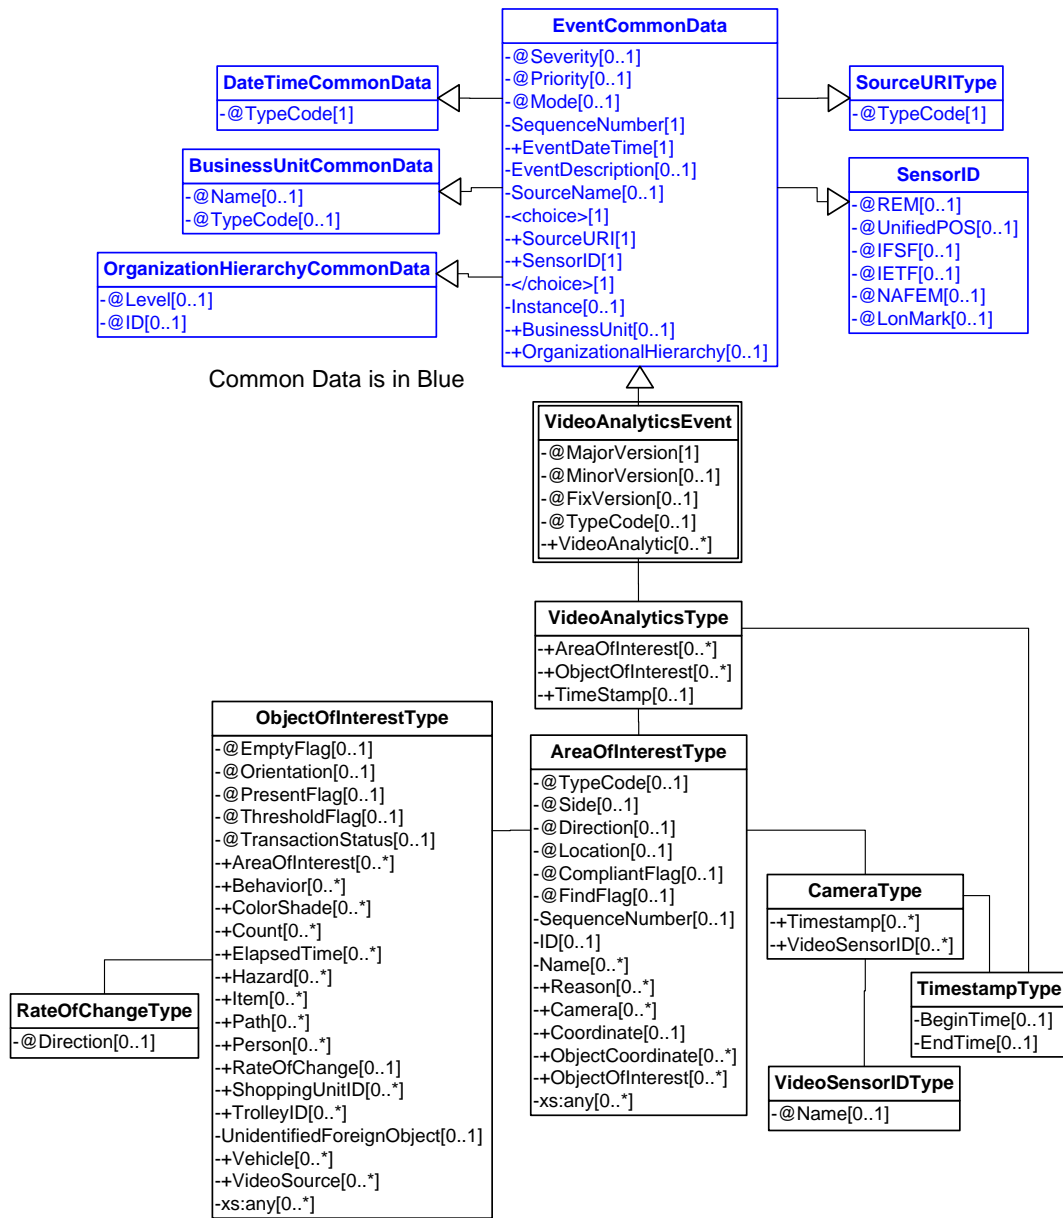 EventCommonData
-@Severity[0..1]
-@Priority[0..1]
-@Mode[0..1]
-SequenceNumber[1]
-+EventDateTime[1]
-EventDescription[0..1]
-SourceName[0..1]
-<choice>[1]
-+SourceURI[1]
-+SensorID[1]
-</choice>[1]
-Instance[0..1]
-+BusinessUnit[0..1]
-+OrganizationalHierarchy[0..1]
DateTimeCommonData
-@TypeCode[1]
BusinessUnitCommonData
-@Name[0..1]
-@TypeCode[0..1]
OrganizationHierarchyCommonData
-@Level[0..1]
-@ID[0..1]
SourceURIType
-@TypeCode[1]
SensorID
-@REM[0..1]
-@UnifiedPOS[0..1]
-@IFSF[0..1]
-@IETF[0..1]
-@NAFEM[0..1]
-@LonMark[0..1]
Common Data is in Blue
VideoAnalyticsEvent
-@MajorVersion[1]
-@MinorVersion[0..1]
-@FixVersion[0..1]
-@TypeCode[0..1]
-+VideoAnalytic[0..*]
VideoAnalyticsType
-+AreaOfInterest[0..*]
-+ObjectOfInterest[0..*]
-+TimeStamp[0..1]
ObjectOfInterestType
-@EmptyFlag[0..1]
-@Orientation[0..1]
-@PresentFlag[0..1]
-@ThresholdFlag[0..1]
-@TransactionStatus[0..1]
-+AreaOfInterest[0..*]
-+Behavior[0..*]
-+ColorShade[0..*]
-+Count[0..*]
-+ElapsedTime[0..*]
-+Hazard[0..*]
-+Item[0..*]
-+Path[0..*]
-+Person[0..*]
-+RateOfChange[0..1]
-+ShoppingUnitID[0..*]
-+TrolleyID[0..*]
-UnidentifiedForeignObject[0..1]
-+Vehicle[0..*]
-+VideoSource[0..*]
-xs:any[0..*]
AreaOfInterestType
-@TypeCode[0..1]
-@Side[0..1]
-@Direction[0..1]
-@Location[0..1]
-@CompliantFlag[0..1]
-@FindFlag[0..1]
-SequenceNumber[0..1]
-ID[0..1]
-Name[0..*]
-+Reason[0..*]
-+Camera[0..*]
-+Coordinate[0..1]
-+ObjectCoordinate[0..*]
-+ObjectOfInterest[0..*]
-xs:any[0..*]
CameraType
-+Timestamp[0..*]
-+VideoSensorID[0..*]
RateOfChangeType
-@Direction[0..1]
TimestampType
-BeginTime[0..1]
-EndTime[0..1]
VideoSensorIDType
-@Name[0..1]